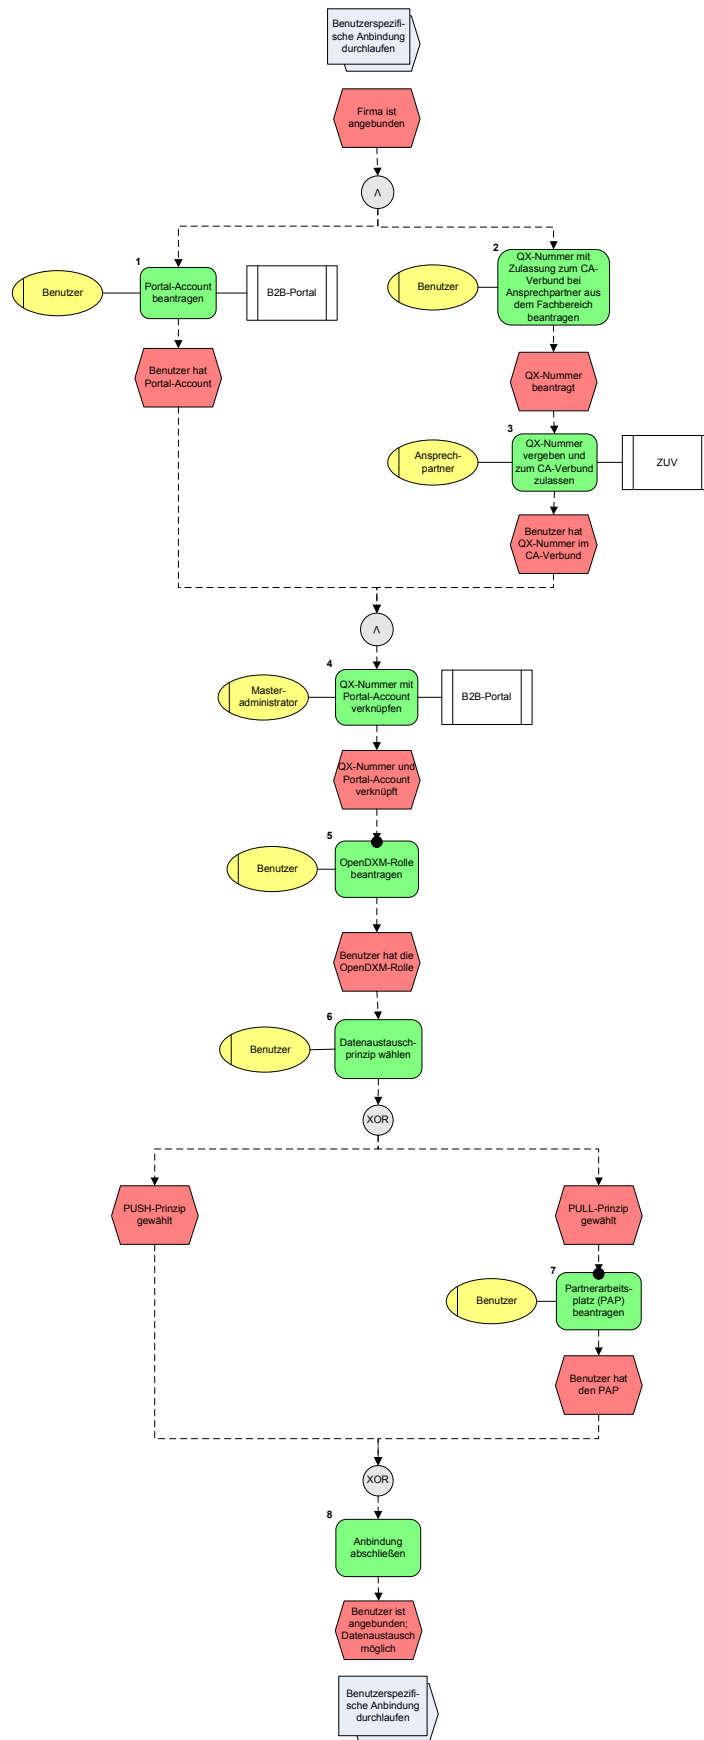 Benutzerspezifi-
sche Anbindung
durchlaufen
Firma ist
angebunden
Λ
1
Benutzer
Portal-Account
beantragen
B2B-Portal
2
Benutzer
QX-Nummer mit
Zulassung zum CA-
Verbund bei
Ansprechpartner aus
dem Fachbereich
beantragen
Benutzer hat
Portal-Account
QX-Nummer
beantragt
3
Ansprech-
partner
QX-Nummer
vergeben und
zum CA-Verbund
zulassen
ZUV
Benutzer hat
QX-Nummer im
CA-Verbund
Λ
4
Master-
administrator
QX-Nummer mit
Portal-Account
verknüpfen
B2B-Portal
QX-Nummer und
Portal-Account
verknüpft
5
Benutzer
OpenDXM-Rolle
beantragen
Benutzer hat die
OpenDXM-Rolle
6
Benutzer
Datenaustausch-
prinzip wählen
XOR
PUSH-Prinzip
gewählt
PULL-Prinzip
gewählt
7
Benutzer
Partnerarbeits-
platz (PAP)
beantragen
Benutzer hat
den PAP
XOR
8
Anbindung
abschließen
Benutzer ist
angebunden;
Datenaustausch
möglich
Benutzerspezifi-
sche Anbindung
durchlaufen